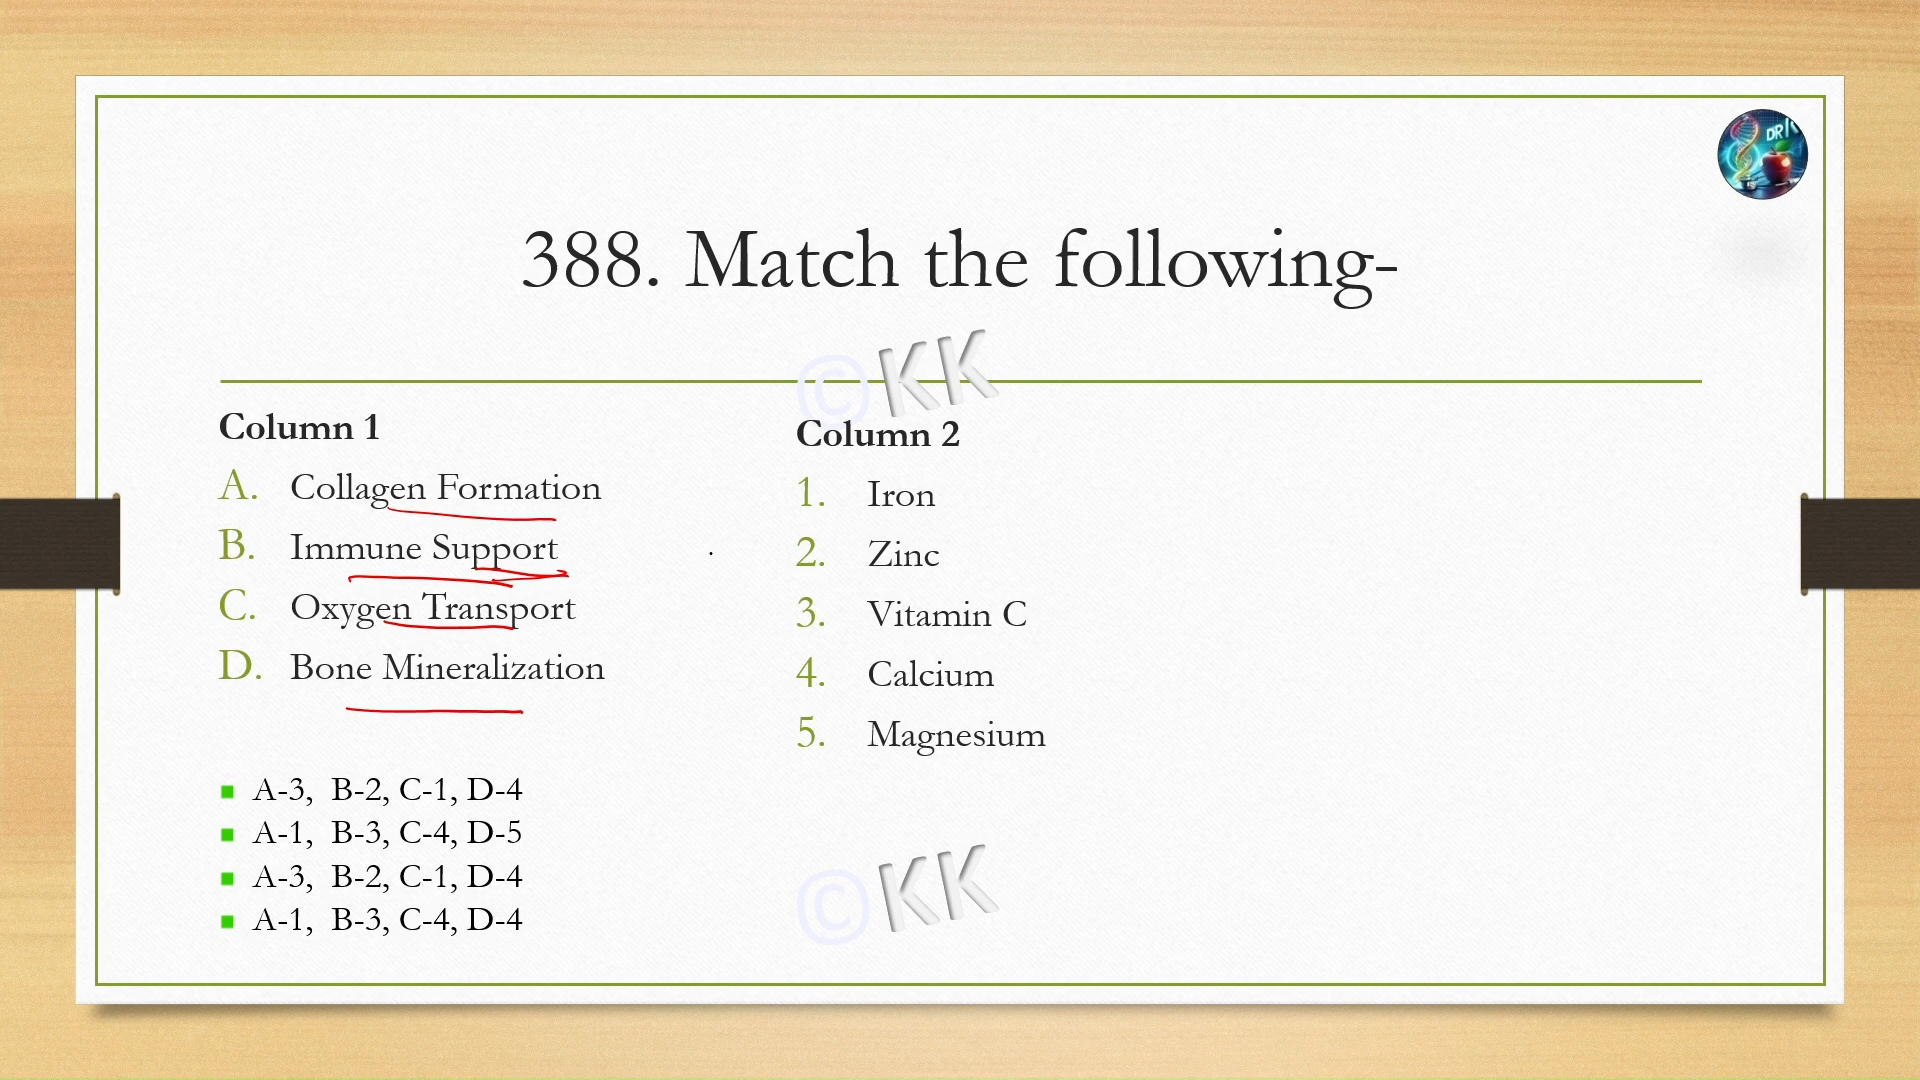 388. Match the following-
©KK
Column 1
A. Collagen Formation
B. Immune Support
C. Oxygen Transport
D. Bone Mineralization
Column 2
1. Iron
2. Zinc
3. Vitamin C
4. Calcium
5. Magnesium
A-3, B-2, C-1, D-4
A-1, B-3, C-4, D-5
A-3, B-2, C-1, D-4
A-1, B-3, C-4, D-4
©KK